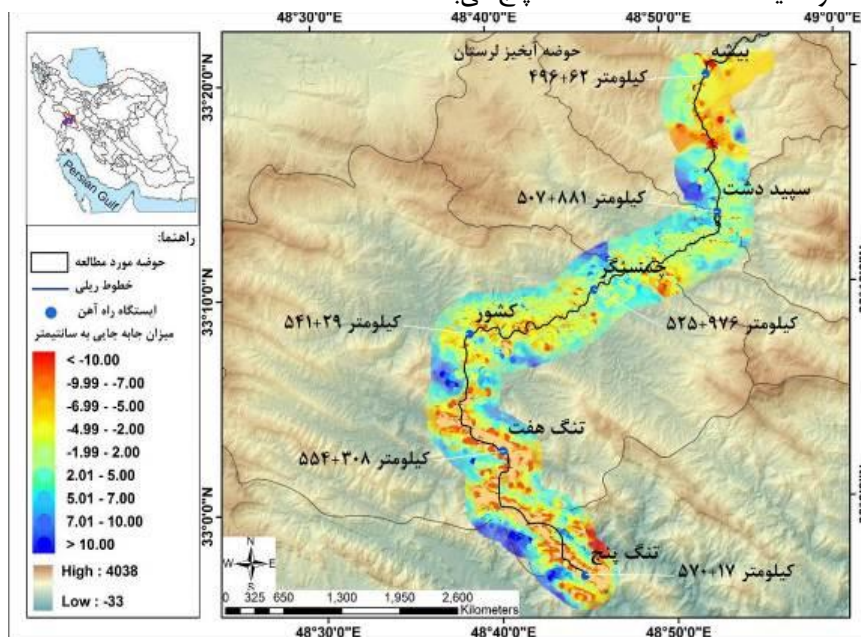 48°30'0"E 48°40'0"E 48°50'0"E 49°0'0"E
حوضه آبخیز لرستان
بیشه
کیلومتر ۶۲+۴۹۶
33°20'0"N
سپید دشت
کیلومتر ۸۸۱+۵۰۷
چمسنگر
33°10'0"N
کشور
کیلومتر ۲۹+۵۴۱
کیلومتر ۹۷۶+۵۲۵
تنگ هفت
کیلومتر ۳۰۸+۵۵۴
33°0'0"N
تنگ پنج
کیلومتر ۱۷+۵۷۰
Persian Gulf
راهنما:
حوضه مورد مطالعه
خطوط ریلی
ایستگاه راه آهن
میزان جابه جایی به سانتیمتر
< -10.00
-9.99 - -7.00
-6.99 - -5.00
-4.99 - -2.00
-1.99 - 2.00
2.01 - 5.00
5.01 - 7.00
7.01 - 10.00
> 10.00
High : 4038
Low : -33
N
W E
S
0 325 650 1,300 1,950 2,600
Kilometers
48°30'0"E 48°40'0"E 48°50'0"E